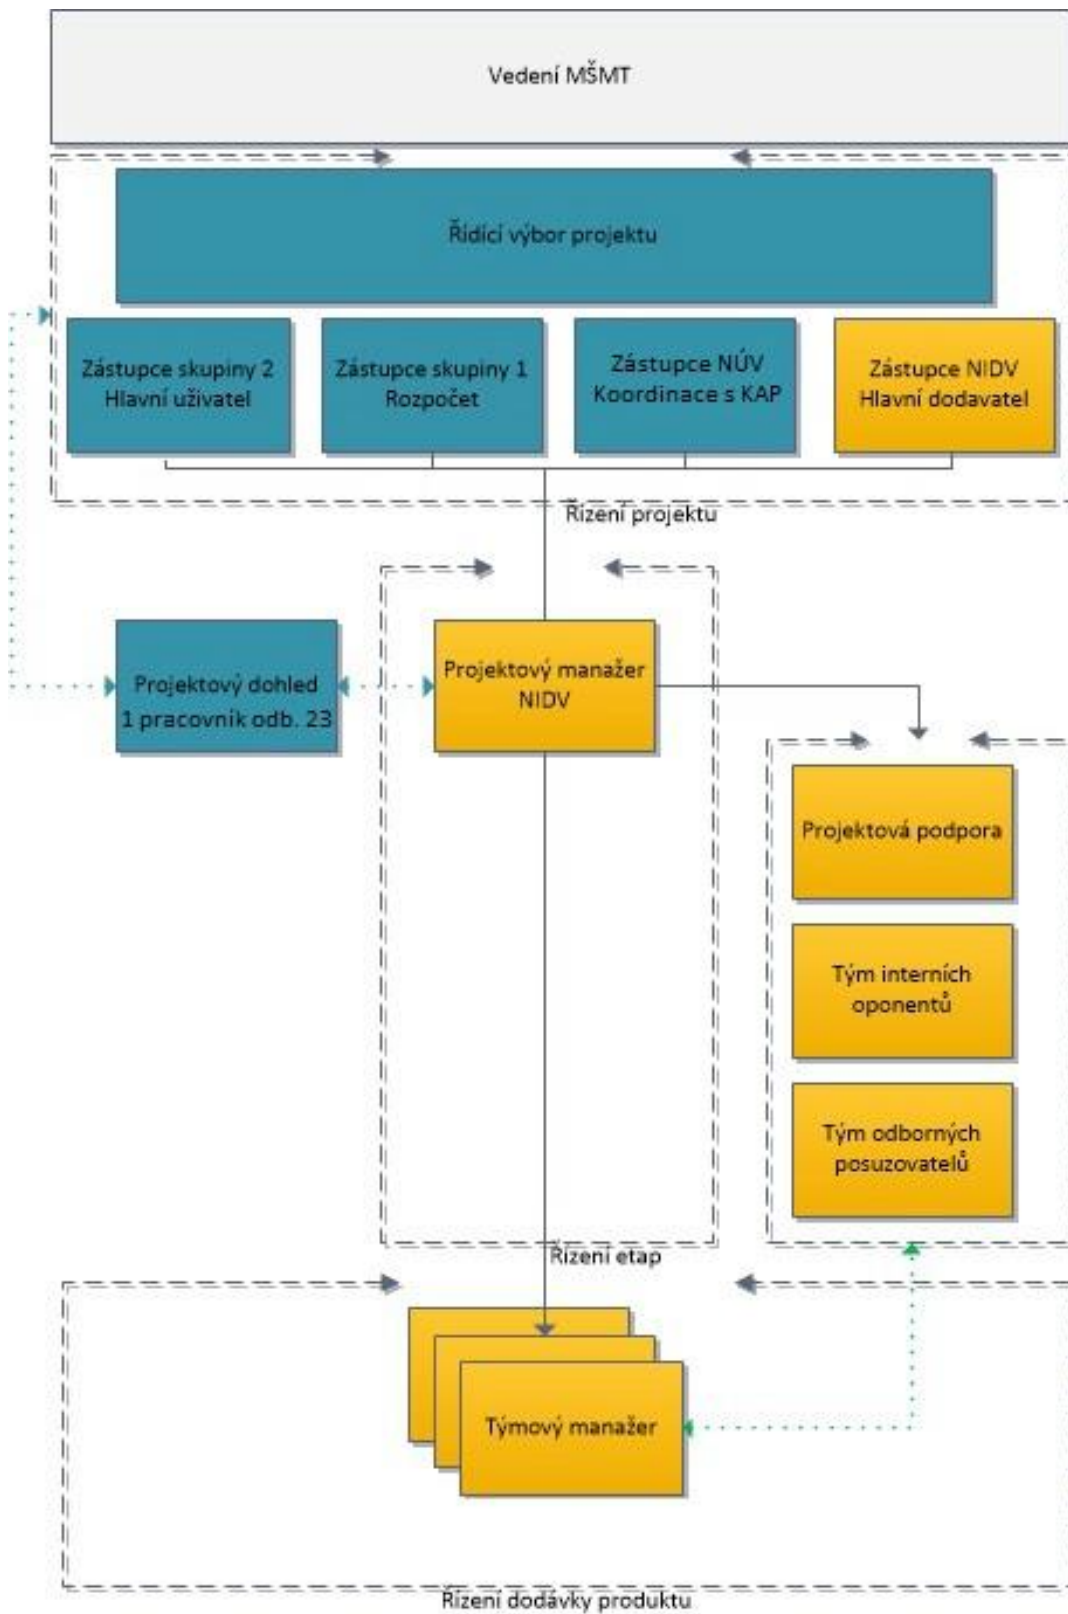 Vedení MŠMT
Řídící výbor projektu
Zástupce skupiny 2
Hlavní uživatel
Zástupce skupiny 1
Rozpočet
Zástupce NÚV
Koordinace s KAP
Zástupce NIDV
Hlavní dodavatel
Řízení projektu
Projektový dohled
1 pracovník odb. 23
Projektový manažer
NIDV
Projektová podpora
Tým interních
oponentů
Tým odborných
posuzovatelů
Řízení etap
Týmový manažer
Řízení dodávky produktu